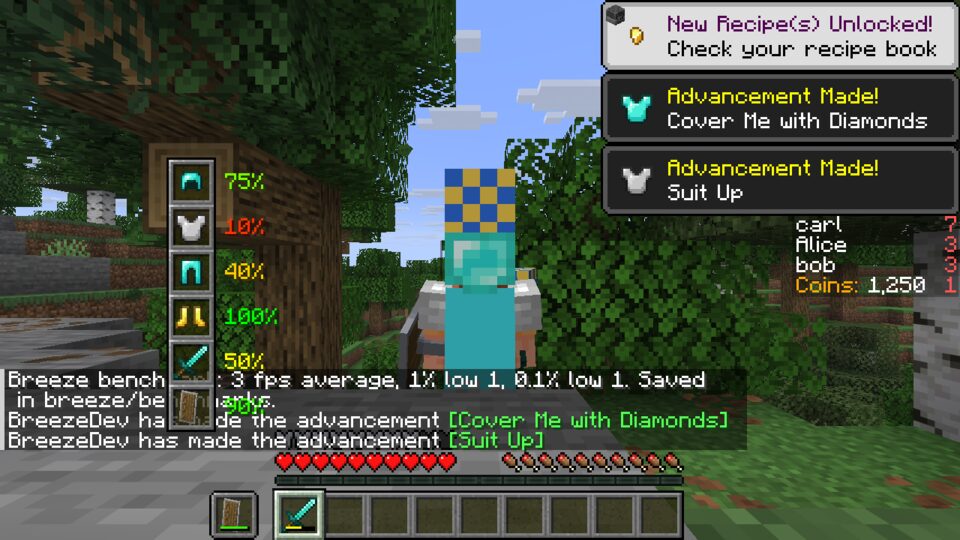 New Recipe(s) Unlocked!
Check your recipe book
Advancement Made!
Cover Me with Diamonds
Advancement Made!
Suit Up
75%
10%
40%
100%
50%
90%
carl 7
Alice 3
bob 3
Coins: 1,250 1
Breeze bench : 3 fps average, 1% low 1, 0.1% low 1. Saved
in breeze/be marks.
BreezeDev ha de the advancement [Cover Me with Diamonds]
BreezeDev has made the advancement [Suit Up]